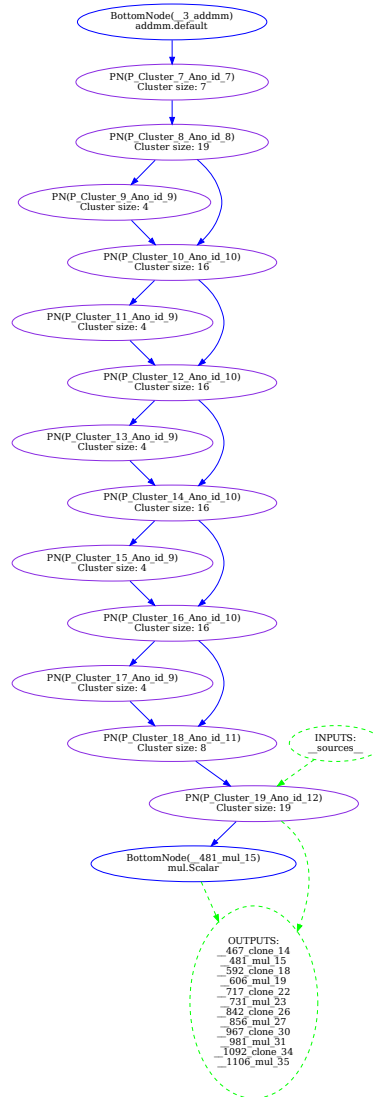 BottomNode(__3_addmm)
addmm.default
PN(P_Cluster_7_Ano_id_7)
Cluster size: 7
PN(P_Cluster_8_Ano_id_8)
Cluster size: 19
PN(P_Cluster_9_Ano_id_9)
Cluster size: 4
PN(P_Cluster_10_Ano_id_10)
Cluster size: 16
PN(P_Cluster_11_Ano_id_9)
Cluster size: 4
PN(P_Cluster_12_Ano_id_10)
Cluster size: 16
PN(P_Cluster_13_Ano_id_9)
Cluster size: 4
PN(P_Cluster_14_Ano_id_10)
Cluster size: 16
PN(P_Cluster_15_Ano_id_9)
Cluster size: 4
PN(P_Cluster_16_Ano_id_10)
Cluster size: 16
PN(P_Cluster_17_Ano_id_9)
Cluster size: 4
PN(P_Cluster_18_Ano_id_11)
Cluster size: 8
INPUTS:
__sources__
PN(P_Cluster_19_Ano_id_12)
Cluster size: 19
BottomNode(__481_mul_15)
mul.Scalar
OUTPUTS:
__467_clone_14
__481_mul_15
__592_clone_18
__606_mul_19
__717_clone_22
__731_mul_23
__842_clone_26
__856_mul_27
__967_clone_30
__981_mul_31
__1092_clone_34
__1106_mul_35